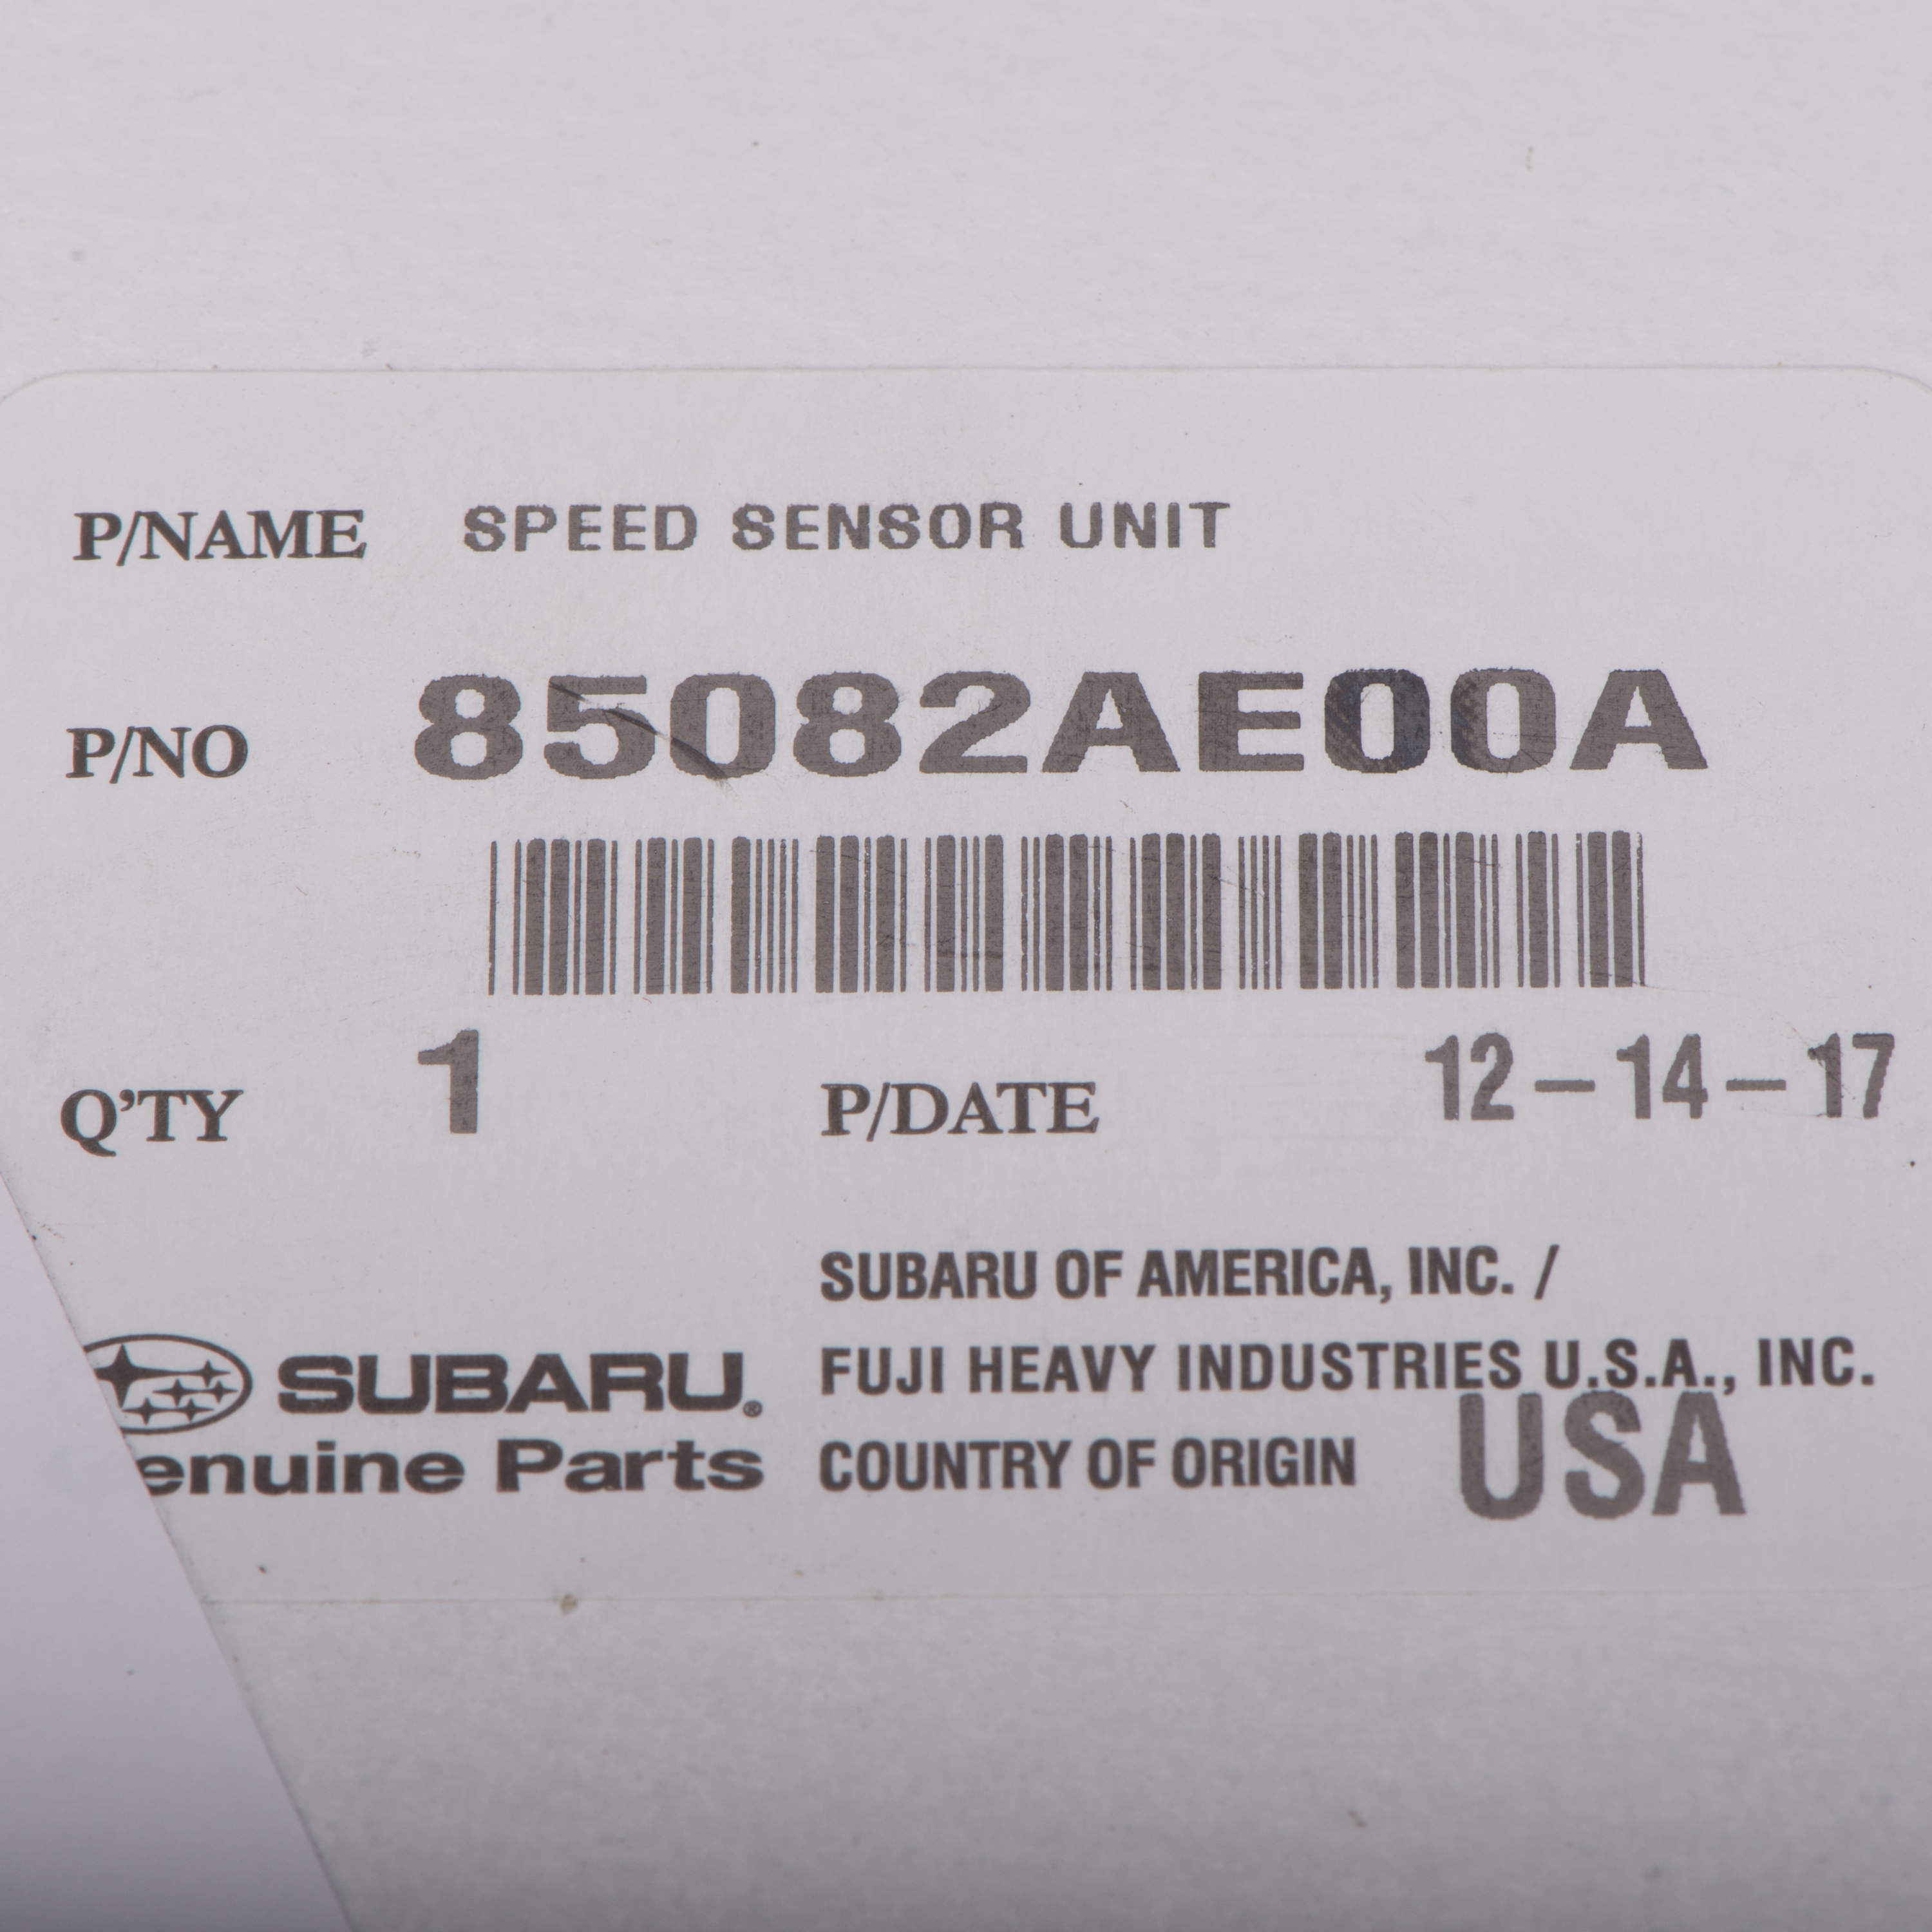 P/NAME SPEED SENSOR UNIT
P/NO 85082AE00A
Q'TY 1 P/DATE 12-14-17
SUBARU OF AMERICA, INC. /
SUBARU® FUJI HEAVY INDUSTRIES U.S.A., INC.
enuine Parts COUNTRY OF ORIGIN USA